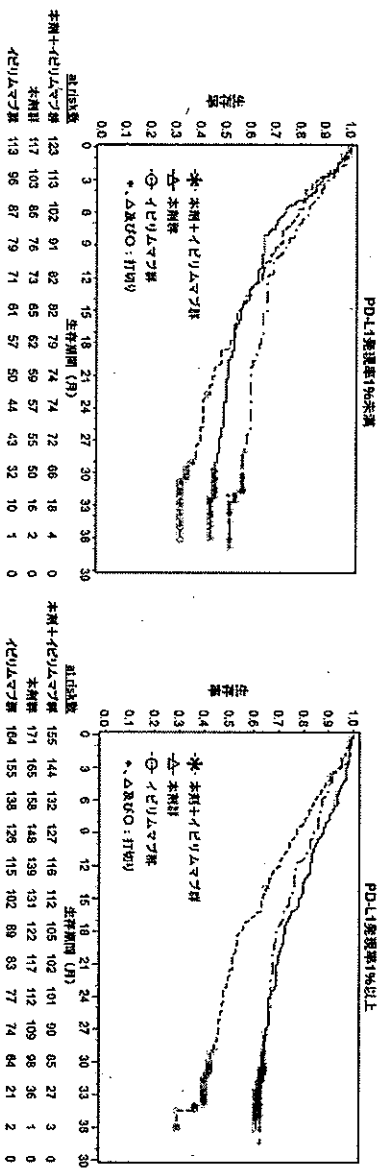 PD-L1発現率1%未満
生存率
1.0
0.9
0.8
0.7
0.6
0.5
0.4
0.3
0.2
0.1
0.0
本剤+イピリムマブ群
本剤群
イピリムマブ群
*、△及び○：打切り
0 3 6 9 12 15 18 21 24 27 30 33 36 39
生存期間（月）
at risk数
本剤+イピリムマブ群 123 113 102 91 82 82 79 74 74 72 66 18 4 0
本剤群 117 103 86 76 73 65 62 59 57 55 50 16 2 0
イピリムマブ群 113 96 87 79 71 61 57 50 44 43 32 10 1 0
PD-L1発現率1%以上
生存率
1.0
0.9
0.8
0.7
0.6
0.5
0.4
0.3
0.2
0.1
0.0
本剤+イピリムマブ群
本剤群
イピリムマブ群
*、△及び○：打切り
0 3 6 9 12 15 18 21 24 27 30 33 36 39
生存期間（月）
at risk数
本剤+イピリムマブ群 155 144 132 127 116 112 105 102 101 90 85 27 3 0
本剤群 171 165 158 148 139 131 122 117 112 109 98 36 1 0
イピリムマブ群 164 155 138 126 115 102 89 83 77 74 64 21 2 0